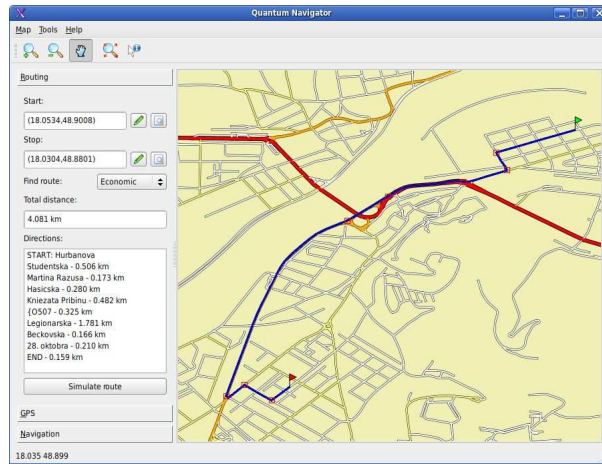 Quantum Navigator
Map Tools Help
Routing
Start:
(18.0534,48.9008)
Stop:
(18.0304,48.8801)
Find route: Economic
Total distance:
4.081 km
Directions:
START: Hurbanova
Studentska - 0.506 km
Martina Razusa - 0.173 km
Hasicska - 0.280 km
Kniezata Pribinu - 0.482 km
{O507 - 0.325 km
Legionarska - 1.781 km
Beckovska - 0.166 km
28. oktobra - 0.210 km
END - 0.159 km
Simulate route
GPS
Navigation
18.035 48.899